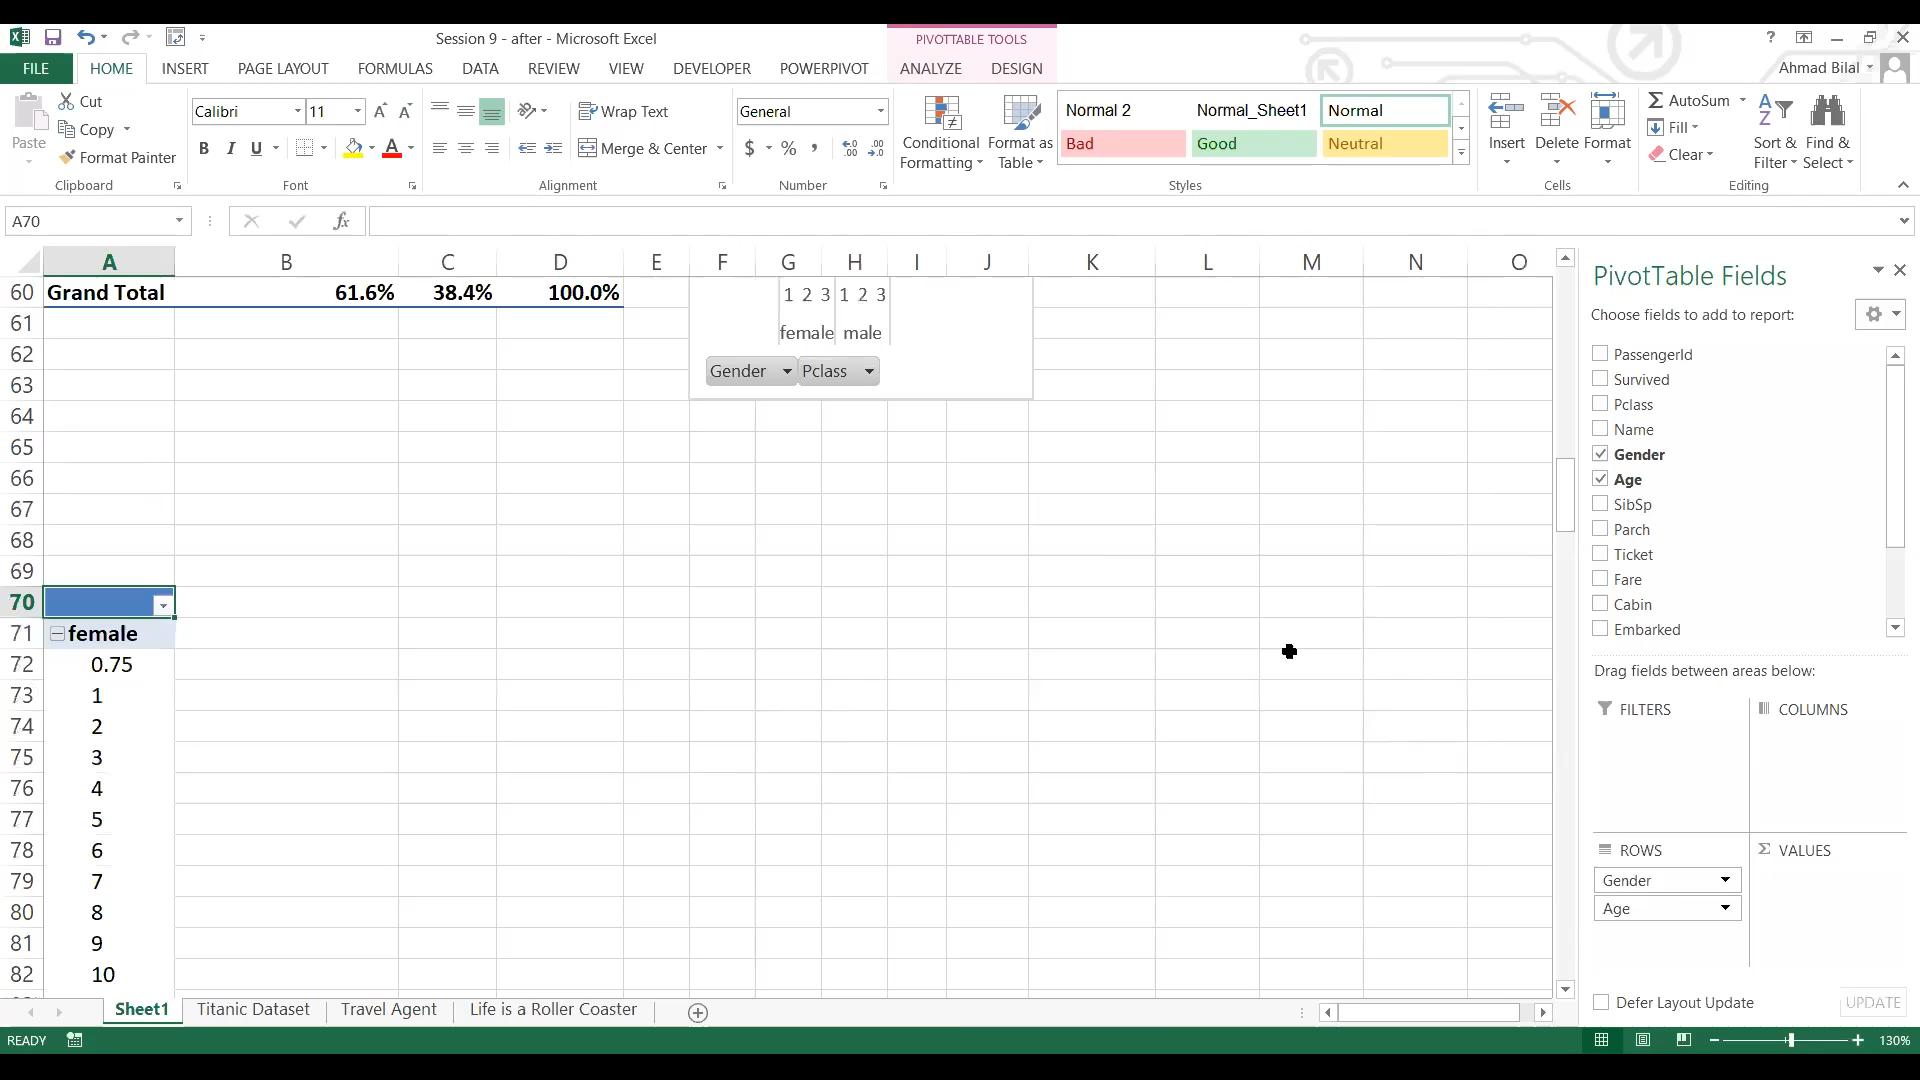 Session 9 - after - Microsoft Excel
PIVOTTABLE TOOLS
?
FILE HOME INSERT PAGE LAYOUT FORMULAS DATA REVIEW VIEW DEVELOPER POWERPIVOT ANALYZE DESIGN
Ahmad Bilal
Paste
Cut
Copy
Format Painter
Clipboard
Calibri 11
B I U
Font
Wrap Text
Merge & Center
Alignment
General
$ % ,
Number
Conditional Formatting
Format as Table
Normal 2 Normal_Sheet1 Normal
Bad Good Neutral
Styles
Insert Delete Format
Cells
AutoSum
Fill
Clear
Sort & Filter
Find & Select
Editing
A70
fx
A B C D E F G H I J K L M N O
60 Grand Total 61.6% 38.4% 100.0%
1 2 3 1 2 3
61
female male
62
63
Gender Pclass
64
65
66
67
68
69
70
71 female
72 0.75
73 1
74 2
75 3
76 4
77 5
78 6
79 7
80 8
81 9
82 10
PivotTable Fields
Choose fields to add to report:
PassengerId
Survived
Pclass
Name
Gender
Age
SibSp
Parch
Ticket
Fare
Cabin
Embarked
Drag fields between areas below:
FILTERS
COLUMNS
ROWS
Gender
Age
VALUES
Defer Layout Update
UPDATE
Sheet1 Titanic Dataset Travel Agent Life is a Roller Coaster
READY
130%